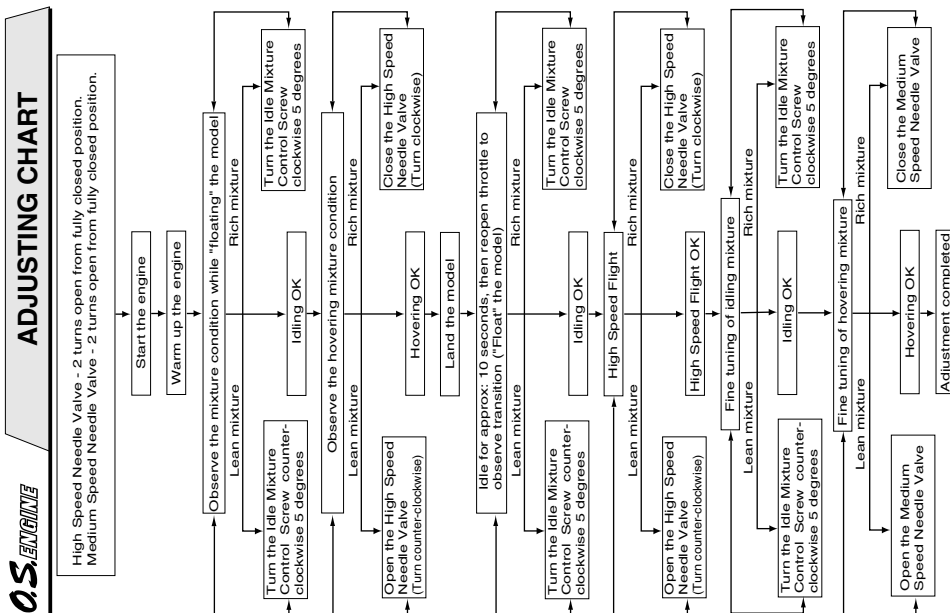 O.S. ENGINE
ADJUSTING CHART
High Speed Needle Valve - 2 turns open from fully closed position.
Medium Speed Needle Valve - 2 turns open from fully closed position.
Start the engine
Warm up the engine
Observe the mixture condition while "floating" the model
Lean mixture
Rich mixture
Turn the Idle Mixture
Control Screw counter-
clockwise 5 degrees
Idling OK
Turn the Idle Mixture
Control Screw
clockwise 5 degrees
Observe the hovering mixture condition
Lean mixture
Rich mixture
Open the High Speed
Needle Valve
(Turn counter-clockwise)
Hovering OK
Close the High Speed
Needle Valve
(Turn clockwise)
Land the model
Idle for approx: 10 seconds, then reopen throttle to
observe transition ("Float" the model)
Lean mixture
Rich mixture
Turn the Idle Mixture
Control Screw counter-
clockwise 5 degrees
Idling OK
Turn the Idle Mixture
Control Screw
clockwise 5 degrees
High Speed Flight
Lean mixture
Rich mixture
Open the High Speed
Needle Valve
(Turn counter-clockwise)
High Speed Flight OK
Close the High Speed
Needle Valve
(Turn clockwise)
Fine tuning of idling mixture
Lean mixture
Rich mixture
Turn the Idle Mixture
Control Screw counter-
clockwise 5 degrees
Idling OK
Turn the Idle Mixture
Control Screw
clockwise 5 degrees
Fine tuning of hovering mixture
Lean mixture
Rich mixture
Open the Medium
Speed Needle Valve
Hovering OK
Close the Medium
Speed Needle Valve
Adjustment completed